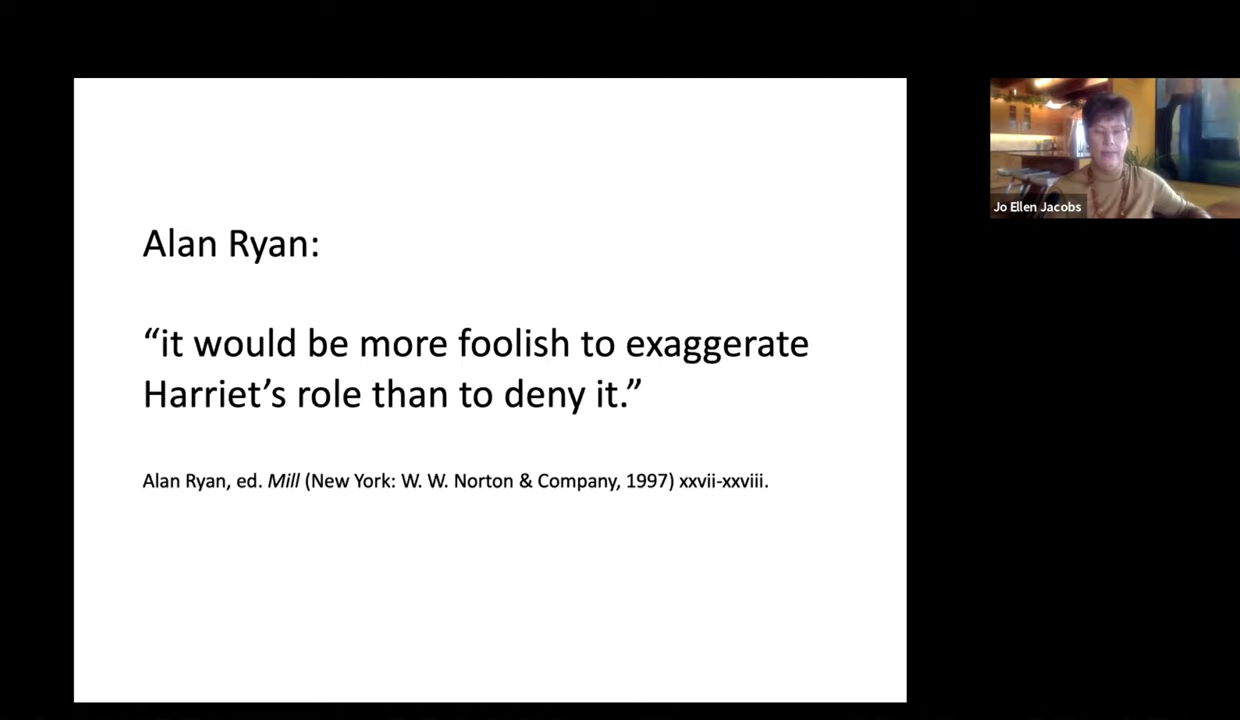 Alan Ryan:
“it would be more foolish to exaggerate
Harriet’s role than to deny it.”
Alan Ryan, ed. Mill (New York: W. W. Norton & Company, 1997) xxvii-xxviii.
Jo Ellen Jacobs